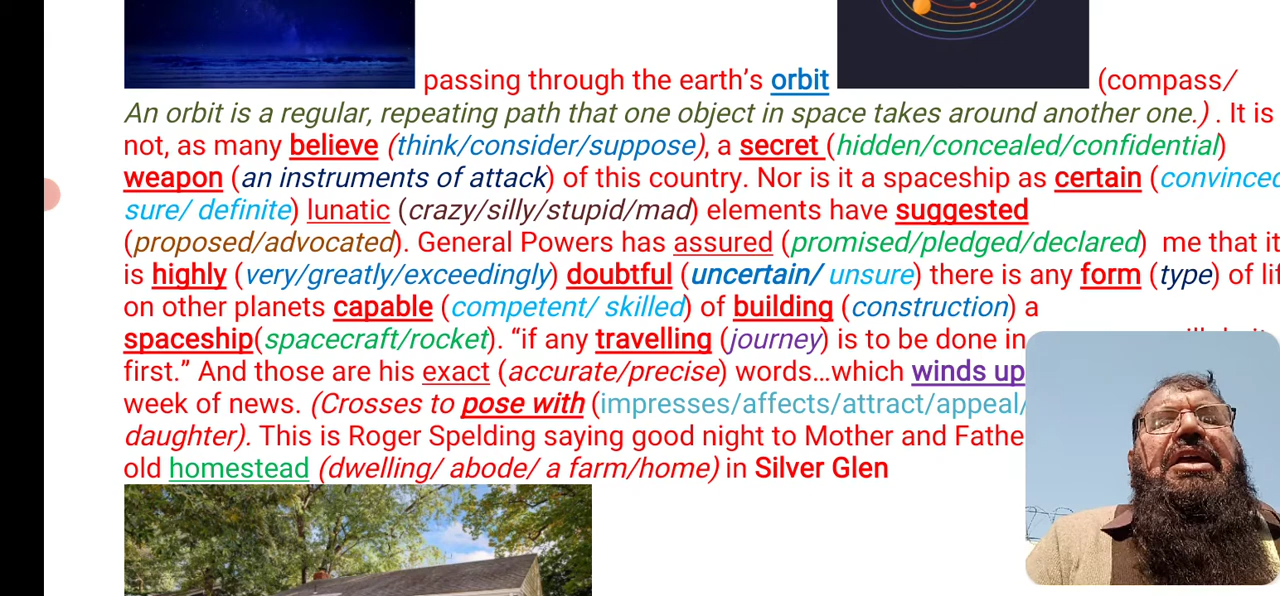 passing through the earth’s orbit (compass/
An orbit is a regular, repeating path that one object in space takes around another one.) . It is
not, as many believe (think/consider/suppose), a secret (hidden/concealed/confidential)
weapon (an instruments of attack) of this country. Nor is it a spaceship as certain (convinced
sure/ definite) lunatic (crazy/silly/stupid/mad) elements have suggested
(proposed/advocated). General Powers has assured (promised/pledged/declared) me that it
is highly (very/greatly/exceedingly) doubtful (uncertain/ unsure) there is any form (type) of lif
on other planets capable (competent/ skilled) of building (construction) a
spaceship(spacecraft/rocket). “if any travelling (journey) is to be done in
first.” And those are his exact (accurate/precise) words...which winds up
week of news. (Crosses to pose with (impresses/affects/attract/appeal/
daughter). This is Roger Spelding saying good night to Mother and Fathe
old homestead (dwelling/ abode/ a farm/home) in Silver Glen